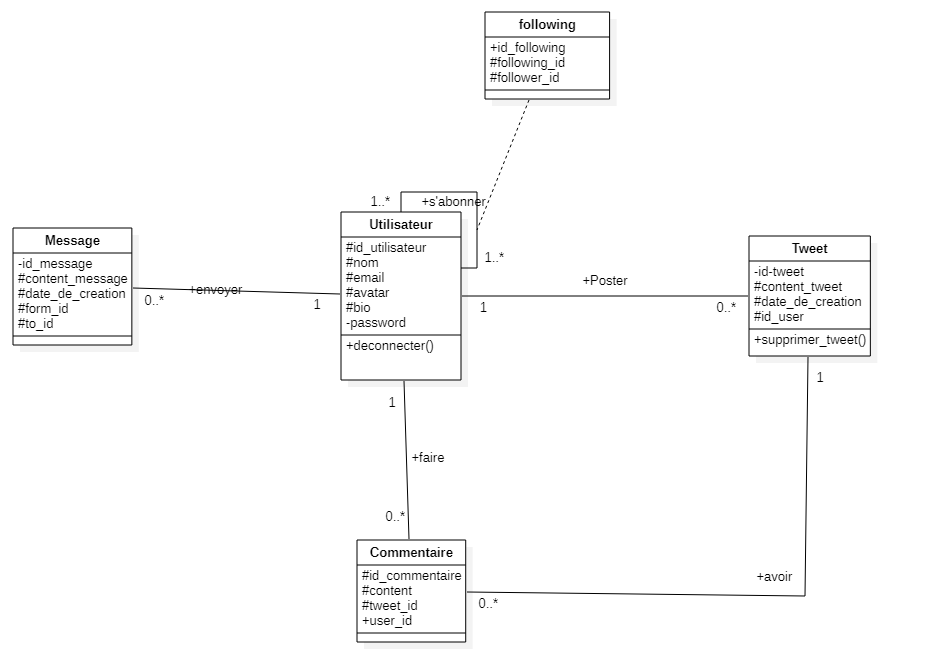 following
+id_following
#following_id
#follower_id
1..*
+s'abonner
Utilisateur
#id_utilisateur
#nom
#email
#avatar
#bio
-password
+deconnecter()
1..*
Message
-id_message
#content_message
#date_de_creation
#form_id
#to_id
+envoyer
0..*
1
+Poster
1
0..*
Tweet
-id-tweet
#content_tweet
#date_de_creation
#id_user
+supprimer_tweet()
1
1
+faire
0..*
Commentaire
#id_commentaire
#content
#tweet_id
+user_id
+avoir
0..*